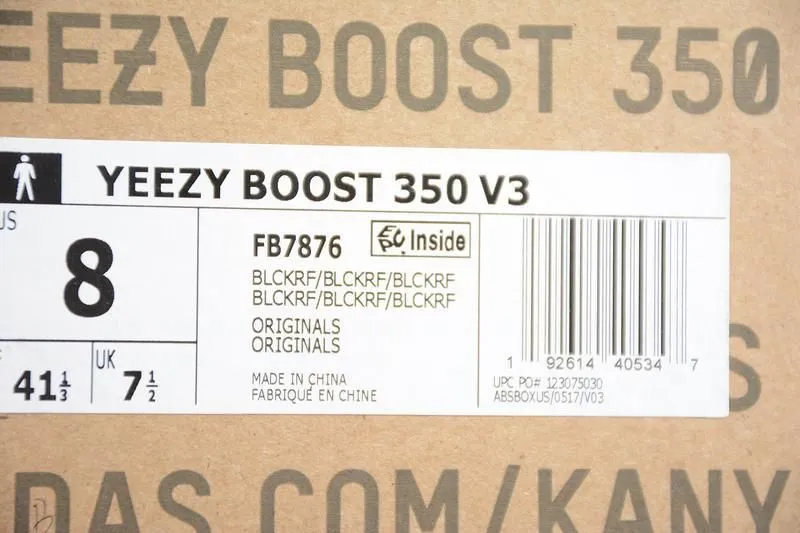 EEZY BOOST 350
YEEZY BOOST 350 V3
US
8
41 1/3
UK
7 1/2
FB7876
EPC Inside
BLCKRF/BLCKRF/BLCKRF
BLCKRF/BLCKRF/BLCKRF
ORIGINALS
ORIGINALS
MADE IN CHINA
FABRIQUÉ EN CHINE
1 92614 40534 7
UPC PO# 123075030
ABSBOXUS/0517/V03
S
DAS.COM/KANY